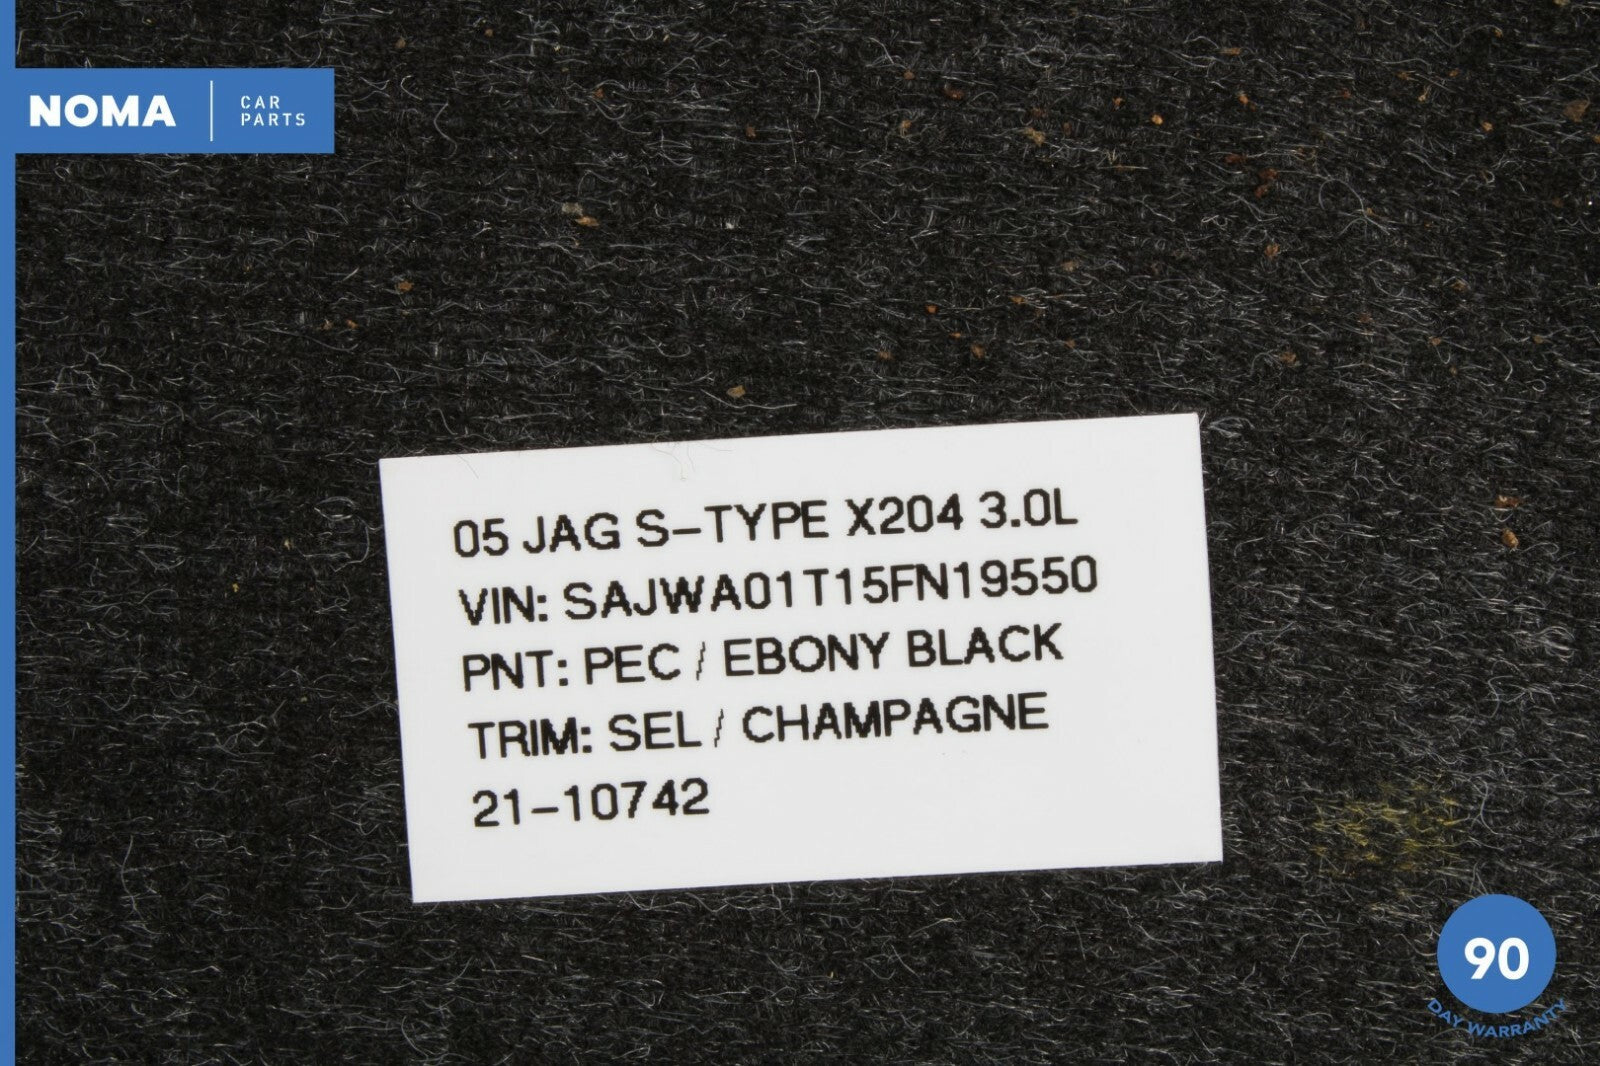 NOMA
CAR
PARTS
05 JAG S-TYPE X204 3.0L
VIN: SAJWA01T15FN19550
PNT: PEC / EBONY BLACK
TRIM: SEL / CHAMPAGNE
21-10742
90
DAY WARRANTY